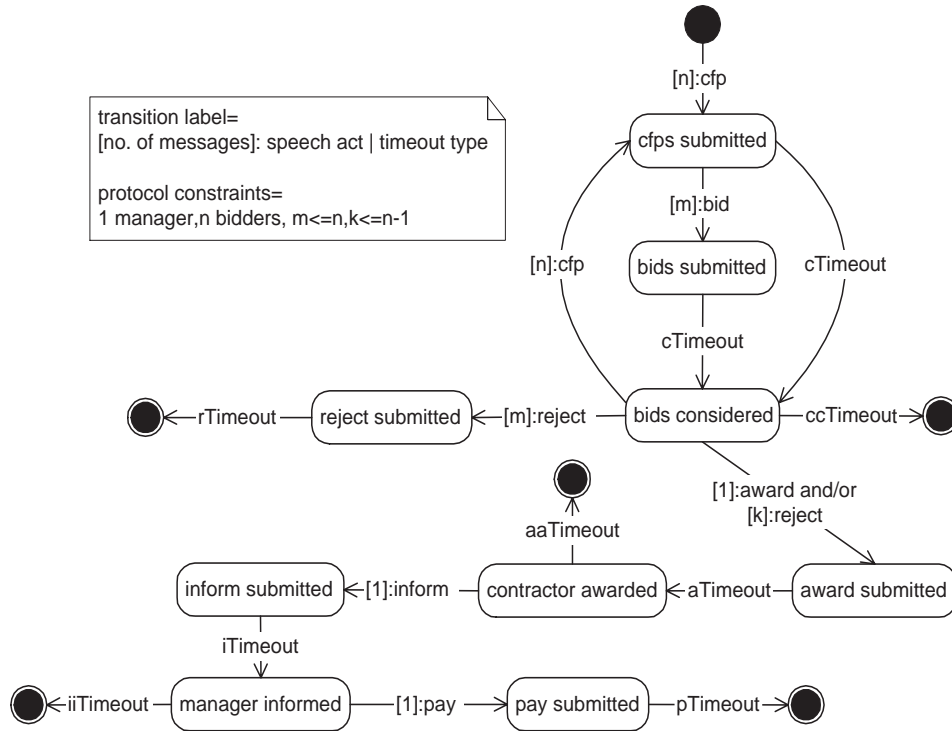 [n]:cfp
transition label=
[no. of messages]: speech act | timeout type
protocol constraints=
1 manager,n bidders, m<=n,k<=n-1
cfps submitted
[m]:bid
[n]:cfp
bids submitted
cTimeout
cTimeout
rTimeout
reject submitted
[m]:reject
bids considered
ccTimeout
[1]:award and/or
[k]:reject
aaTimeout
inform submitted
[1]:inform
contractor awarded
aTimeout
award submitted
iTimeout
iiTimeout
manager informed
[1]:pay
pay submitted
pTimeout